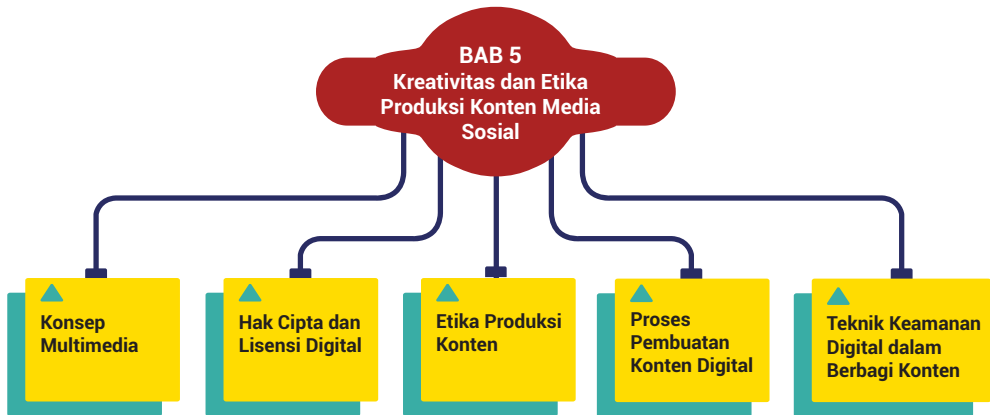 BAB 5
Kreativitas dan Etika
Produksi Konten Media
Sosial
Konsep
Multimedia
Hak Cipta dan
Lisensi Digital
Etika Produksi
Konten
Proses
Pembuatan
Konten Digital
Teknik Keamanan
Digital dalam
Berbagi Konten